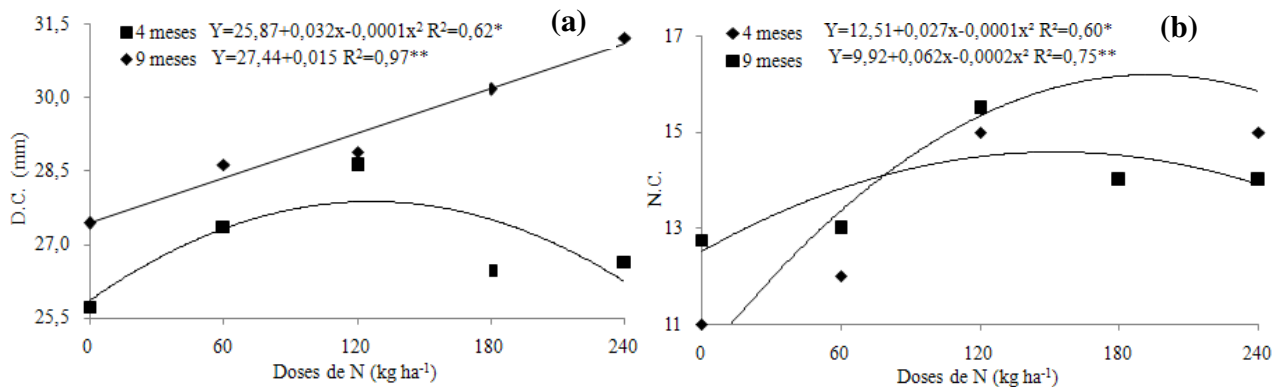 (a)
4 meses Y=25,87+0,032x-0,0001x² R²=0,62*
9 meses Y=27,44+0,015 R²=0,97**
31,5
30,0
28,5
27,0
25,5
D.C. (mm)
0 60 120 180 240
Doses de N (kg ha⁻¹)
(b)
4 meses Y=12,51+0,027x-0,0001x² R²=0,60*
9 meses Y=9,92+0,062x-0,0002x² R²=0,75**
17
15
13
11
N.C.
0 60 120 180 240
Doses de N (kg ha⁻¹)